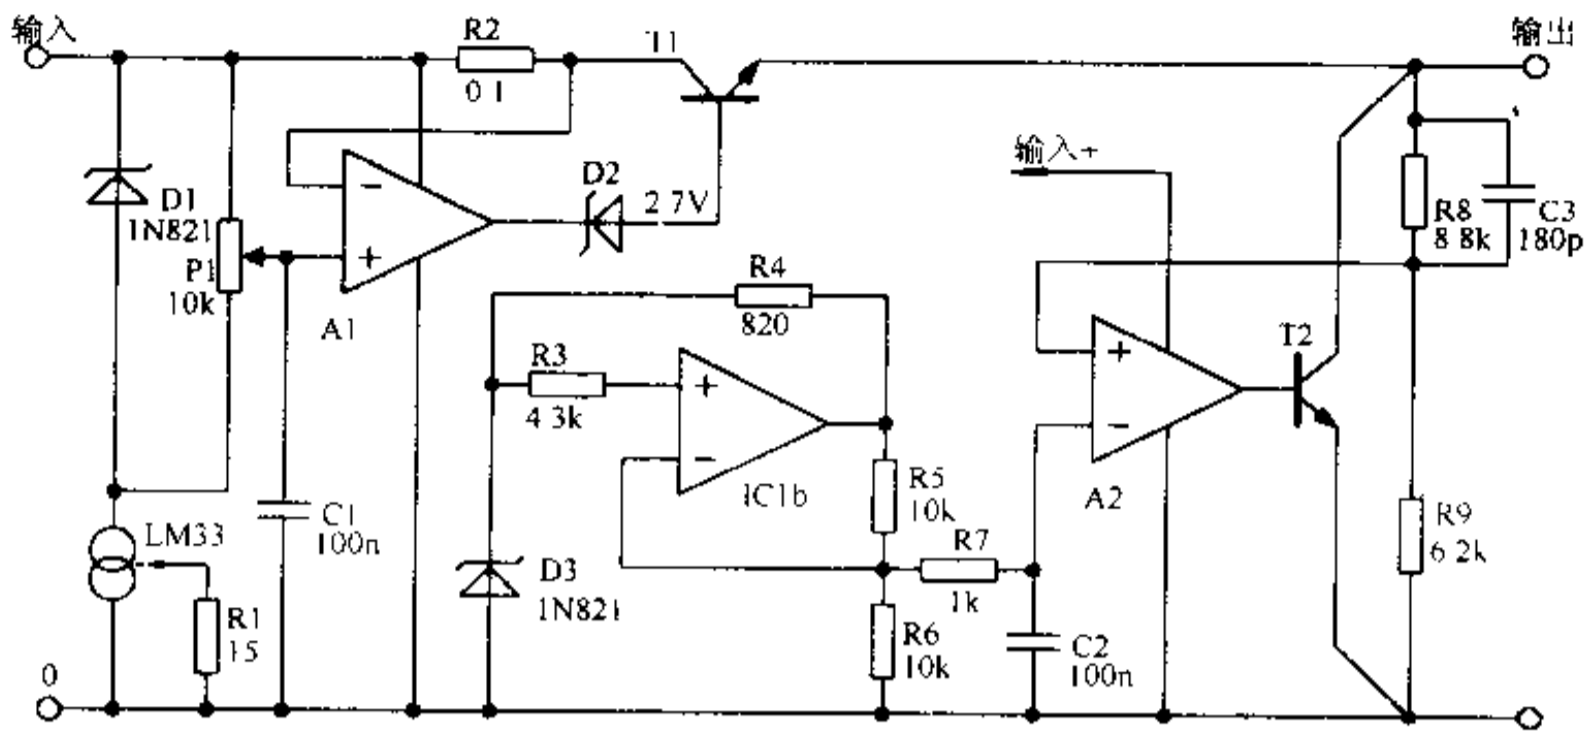 输入
R2
0 1
T1
输出
D1
1N821
P1
10k
A1
D2
2 7V
输入+
R8
8 8k
C3
180p
R4
820
R3
4 3k
IC1b
A2
T2
LM33
R1
15
C1
100n
D3
1N821
R5
10k
R7
1k
R6
10k
C2
100n
R9
6 2k
0